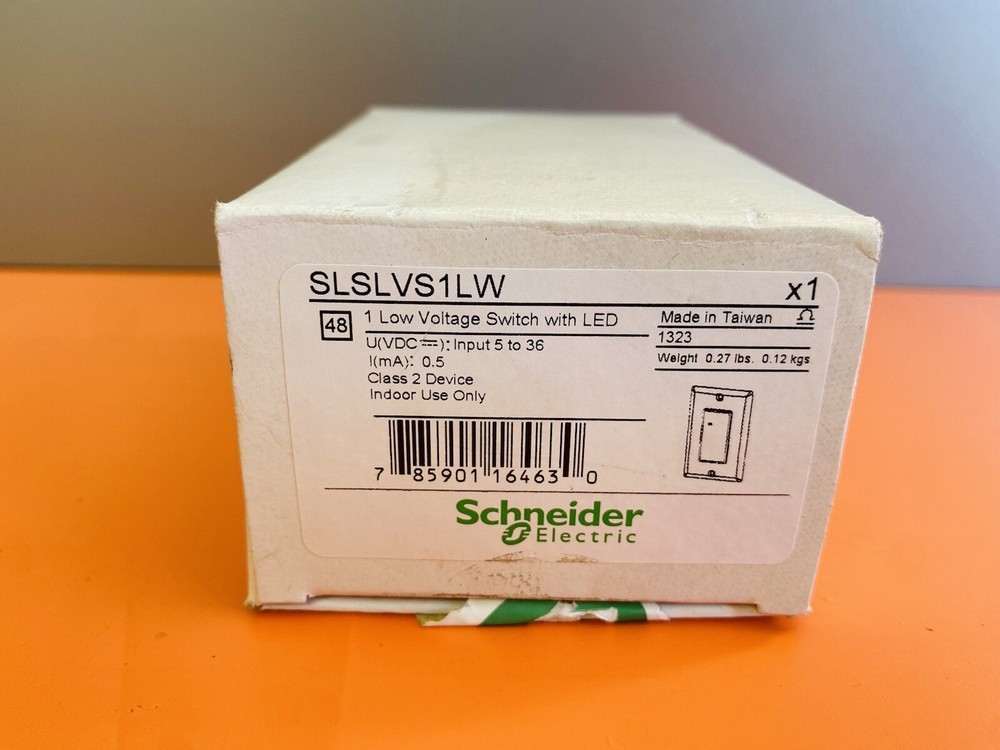 SLSLVS1LW x1
48 1 Low Voltage Switch with LED
Made in Taiwan
1323
U(VDC⎓): Input 5 to 36
I(mA): 0.5
Weight 0.27 lbs. 0.12 kgs
Class 2 Device
Indoor Use Only
7 85901 16463 0
Schneider
Electric